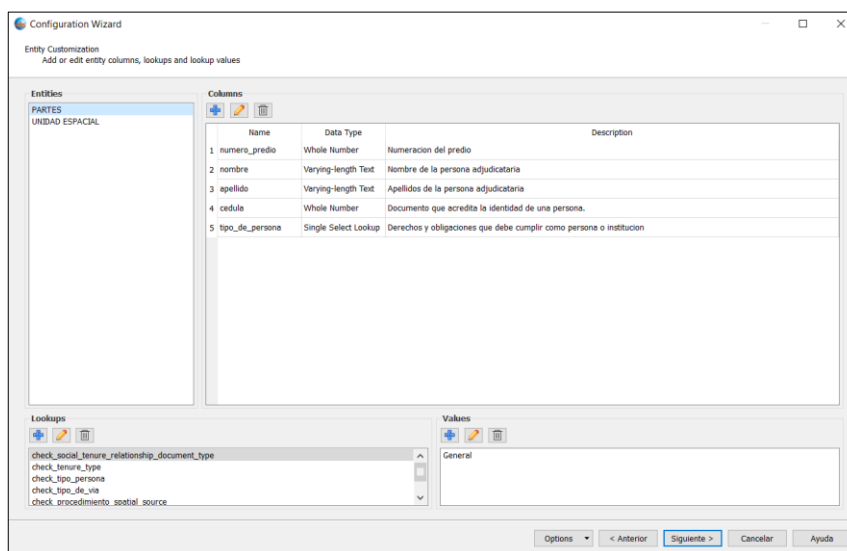 Configuration Wizard
Entity Customization
Add or edit entity columns, lookups and lookup values
Entities
PARTES
UNIDAD ESPACIAL
Columns
Name Data Type Description
1 numero_predio Whole Number Numeracion del predio
2 nombre Varying-length Text Nombre de la persona adjudicataria
3 apellido Varying-length Text Apellidos de la persona adjudicataria
4 cedula Whole Number Documento que acredita la identidad de una persona.
5 tipo_de_persona Single Select Lookup Derechos y obligaciones que debe cumplir como persona o institucion
Lookups
check_social_tenure_relationship_document_type
check_tenure_type
check_tipo_persona
check_tipo_de_via
check_procedimiento_spatial_source
Values
General
Options < Anterior Siguiente > Cancelar Ayuda